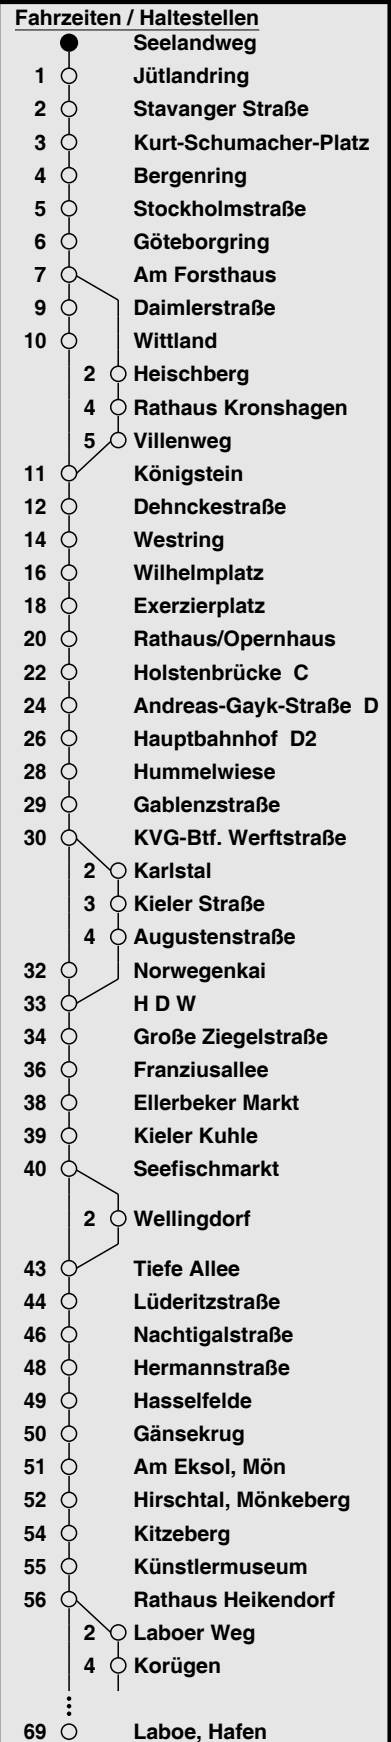 Fahrzeiten / Haltestellen
Seelandweg
1 Jütlandring
2 Stavanger Straße
3 Kurt-Schumacher-Platz
4 Bergenring
5 Stockholmstraße
6 Göteborgring
7 Am Forsthaus
9 Daimlerstraße
10 Wittland
2 Heischberg
4 Rathaus Kronshagen
5 Villenweg
11 Königstein
12 Dehnckestraße
14 Westring
16 Wilhelmplatz
18 Exerzierplatz
20 Rathaus/Opernhaus
22 Holstenbrücke C
24 Andreas-Gayk-Straße D
26 Hauptbahnhof D2
28 Hummelwiese
29 Gablenzstraße
30 KVG-Btf. Werftstraße
2 Karlstal
3 Kieler Straße
4 Augustenstraße
32 Norwegenkai
33 H D W
34 Große Ziegelstraße
36 Franziusallee
38 Ellerbeker Markt
39 Kieler Kuhle
40 Seefischmarkt
2 Wellingdorf
43 Tiefe Allee
44 Lüderitzstraße
46 Nachtigalstraße
48 Hermannstraße
49 Hasselfelde
50 Gänsekrug
51 Am Eksol, Mön
52 Hirschtal, Mönkeberg
54 Kitzeberg
55 Künstlermuseum
56 Rathaus Heikendorf
2 Laboer Weg
4 Korügen
69 Laboe, Hafen